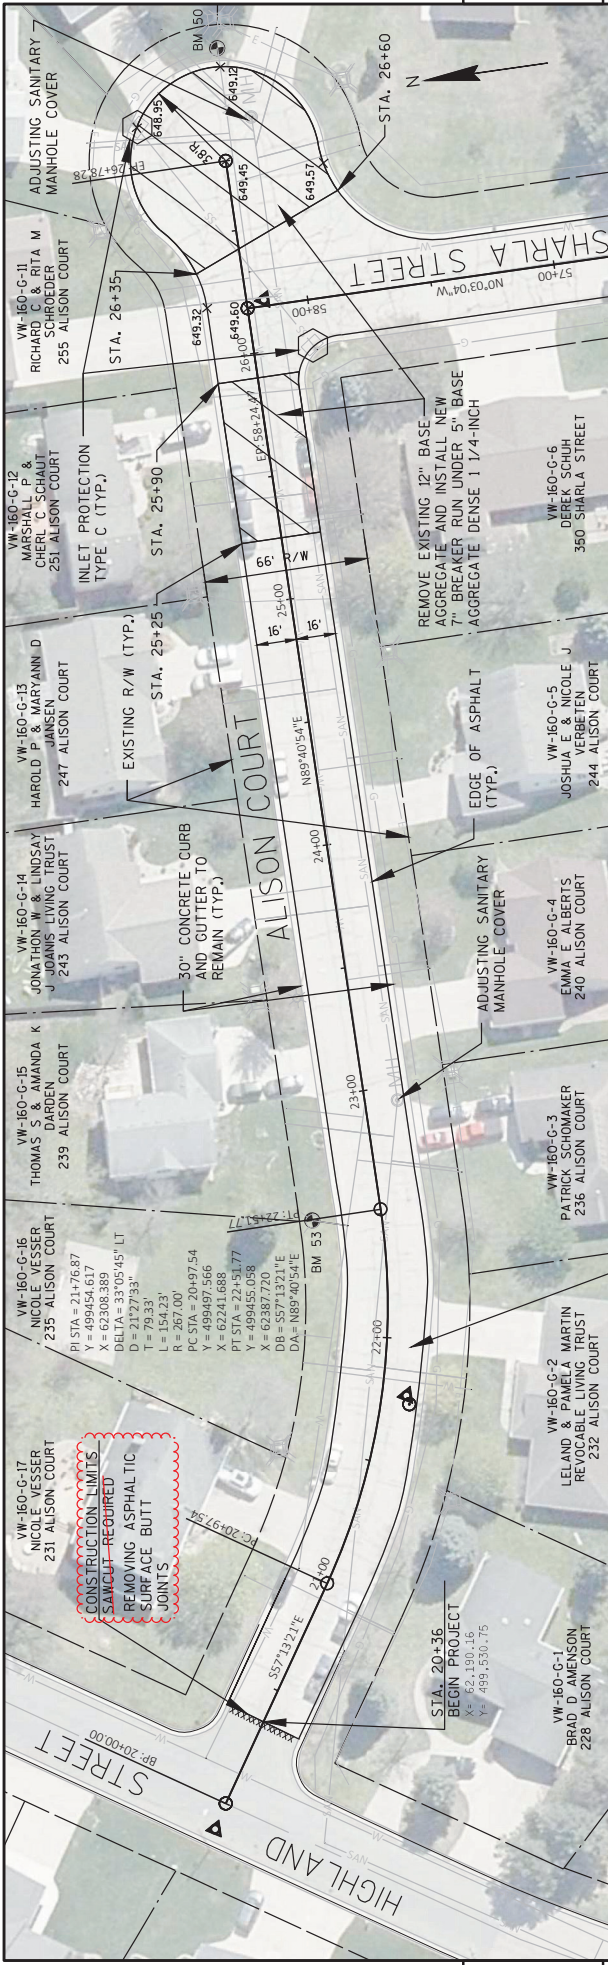 VW-160-G-17
NICOLE VESSER
231 ALISON COURT
VW-160-G-16
NICOLE VESSER
235 ALISON COURT
VW-160-G-15
THOMAS S & AMANDA K
DARDEN
239 ALISON COURT
VW-160-G-14
JONATHON W & LINDSAY
J JOANIS LIVING TRUST
243 ALISON COURT
VW-160-G-13
HAROLD P & MARYANN D
JANSEN
247 ALISON COURT
VW-160-G-12
MARSHALL P &
CHERL C SCHAUT
251 ALISON COURT
VW-160-G-11
RICHARD C & RITA M
SCHROEDER
255 ALISON COURT
ADJUSTING SANITARY
MANHOLE COVER
CONSTRUCTION LIMITS
SAWCUT REQUIRED
REMOVING ASPHALTIC
SURFACE BUTT
JOINTS
PI STA = 21+76.87
Y = 499454.617
X = 62308.389
DELTA = 33°05'45" LT
D = 21°27'33"
T = 79.33'
L = 154.23'
R = 267.00'
PC STA = 20+97.54
Y = 499497.566
X = 62241.688
PT STA = 22+51.77
Y = 499455.058
X = 62387.720
DB = S57°13'21"E
DA = N89°40'54"E
30" CONCRETE CURB
AND GUTTER TO
REMAIN (TYP.)
EXISTING R/W (TYP.)
INLET PROTECTION
TYPE C (TYP.)
STA. 25+25
STA. 25+90
STA. 26+35
STA. 26+60
BM 150
BM 53
EP: 26+78.28
648.95
649.12
38'R
649.45
649.57
649.32
649.60
MH
N
HIGHLAND STREET
BP: 20+00.00
S57°13'21"E
PC: 20+97.54
21+00
22+00
PT: 22+51.77
23+00
24+00
N89°40'54"E
25+00
26+00
EP: 58+24.47
16'
16'
66' R/W
ALISON COURT
SHARLA STREET
58+00
N0°03'04"W
57+00
MH
STA. 20+36
BEGIN PROJECT
X= 62,190.16
Y= 499,530.75
ADJUSTING SANITARY
MANHOLE COVER
EDGE OF ASPHALT
(TYP.)
REMOVE EXISTING 12" BASE
AGGREGATE AND INSTALL NEW
7" BREAKER RUN UNDER 5" BASE
AGGREGATE DENSE 1 1/4-INCH
VW-160-G-1
BRAD D AMENSON
228 ALISON COURT
VW-160-G-2
LELAND & PAMELA MARTIN
REVOCABLE LIVING TRUST
232 ALISON COURT
VW-160-G-3
PATRICK SCHOMAKER
236 ALISON COURT
VW-160-G-4
EMMA E ALBERTS
240 ALISON COURT
VW-160-G-5
JOSHUA E & NICOLE J
VERBETEN
244 ALISON COURT
VW-160-G-6
DEREK SCHUH
350 SHARLA STREET